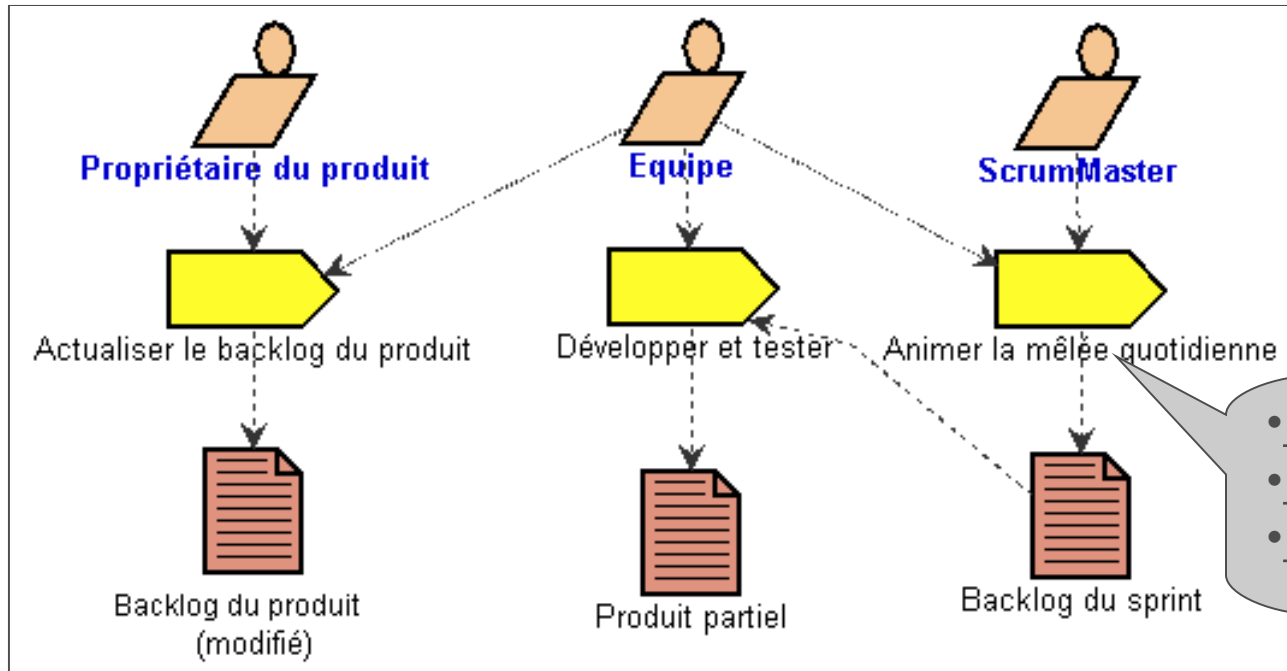 Propriétaire du produit
Equipe
ScrumMaster
Actualiser le backlog du produit
Développer et tester
Animer la mêlée quotidienne
Backlog du produit
(modifié)
Produit partiel
Backlog du sprint